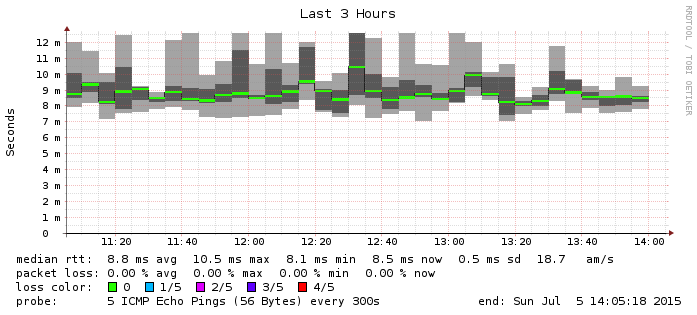 Last 3 Hours
RRDTOOL / TOBI OETIKER
Seconds
12 m
11 m
10 m
9 m
8 m
7 m
6 m
5 m
4 m
3 m
2 m
1 m
0
11:20 11:40 12:00 12:20 12:40 13:00 13:20 13:40 14:00
median rtt: 8.8 ms avg 10.5 ms max 8.1 ms min 8.5 ms now 0.5 ms sd 18.7 am/s
packet loss: 0.00 % avg 0.00 % max 0.00 % min 0.00 % now
loss color: 0 1/5 2/5 3/5 4/5
probe: 5 ICMP Echo Pings (56 Bytes) every 300s end: Sun Jul 5 14:05:18 2015